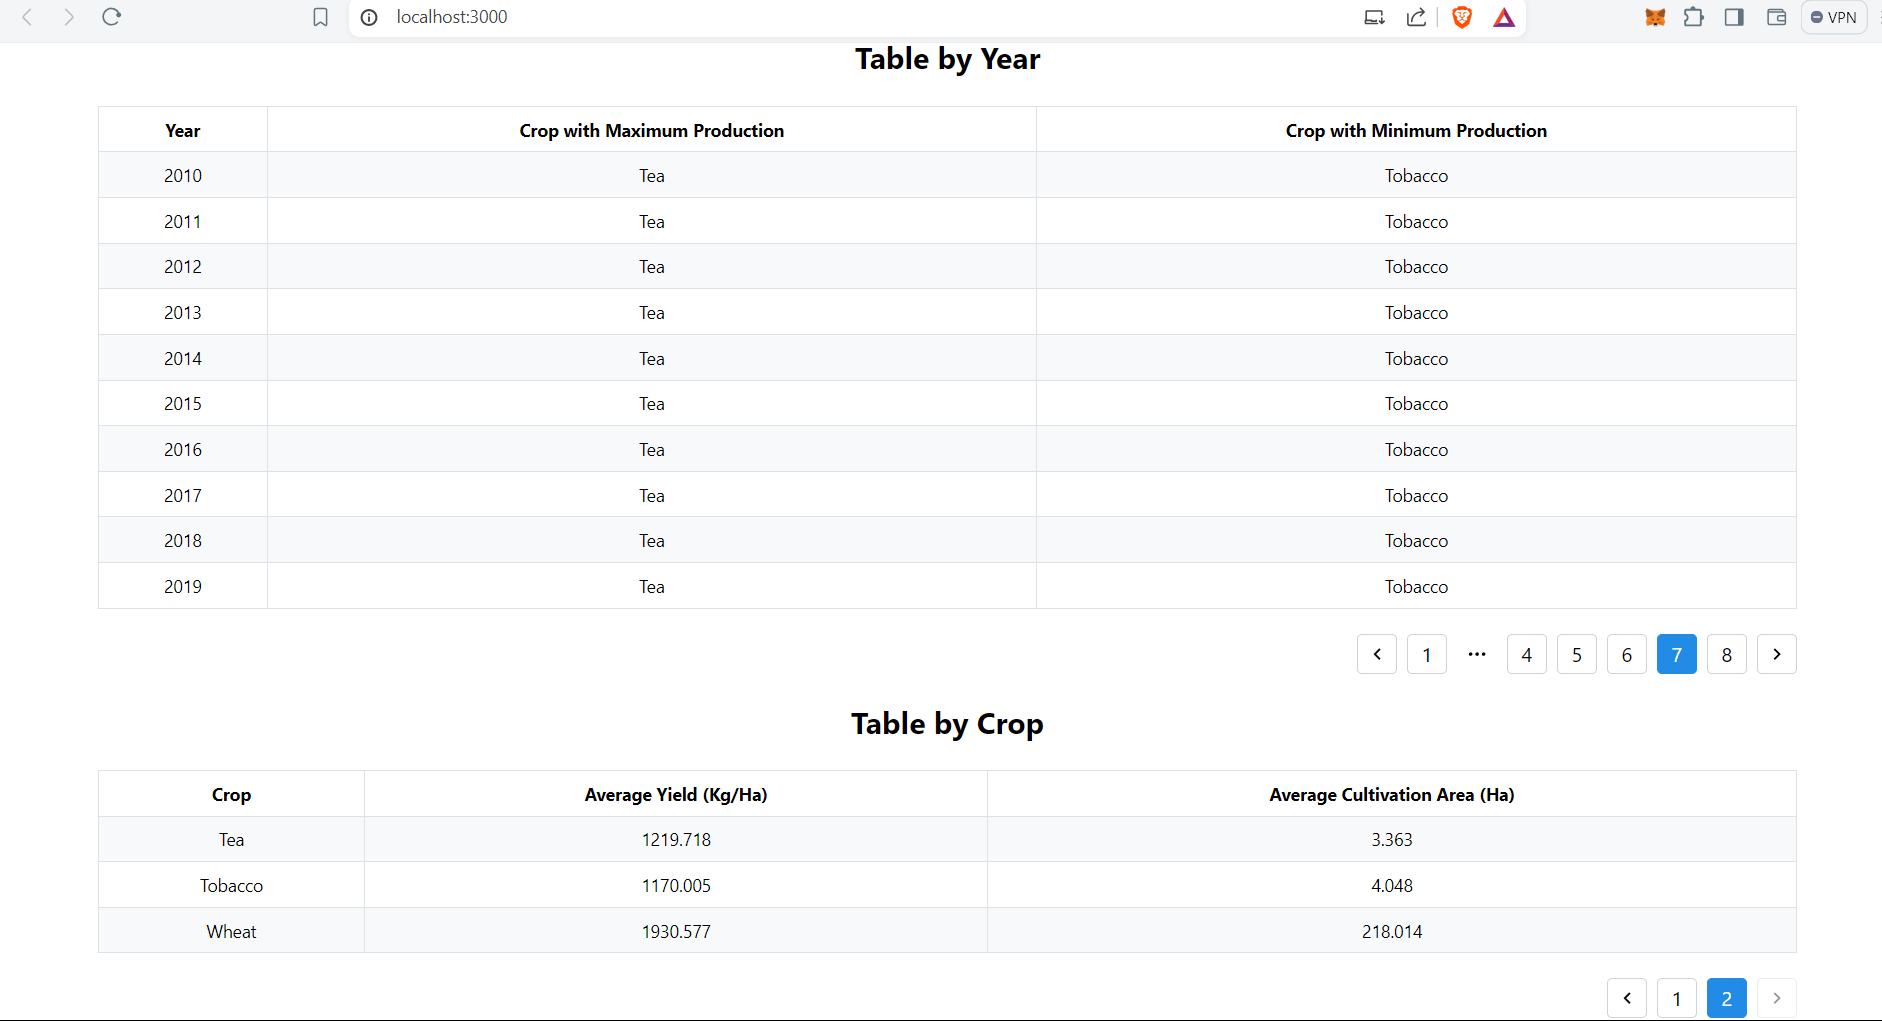 localhost:3000
VPN
Table by Year
Year Crop with Maximum Production Crop with Minimum Production
2010 Tea Tobacco
2011 Tea Tobacco
2012 Tea Tobacco
2013 Tea Tobacco
2014 Tea Tobacco
2015 Tea Tobacco
2016 Tea Tobacco
2017 Tea Tobacco
2018 Tea Tobacco
2019 Tea Tobacco
1 ••• 4 5 6 7 8
Table by Crop
Crop Average Yield (Kg/Ha) Average Cultivation Area (Ha)
Tea 1219.718 3.363
Tobacco 1170.005 4.048
Wheat 1930.577 218.014
1 2